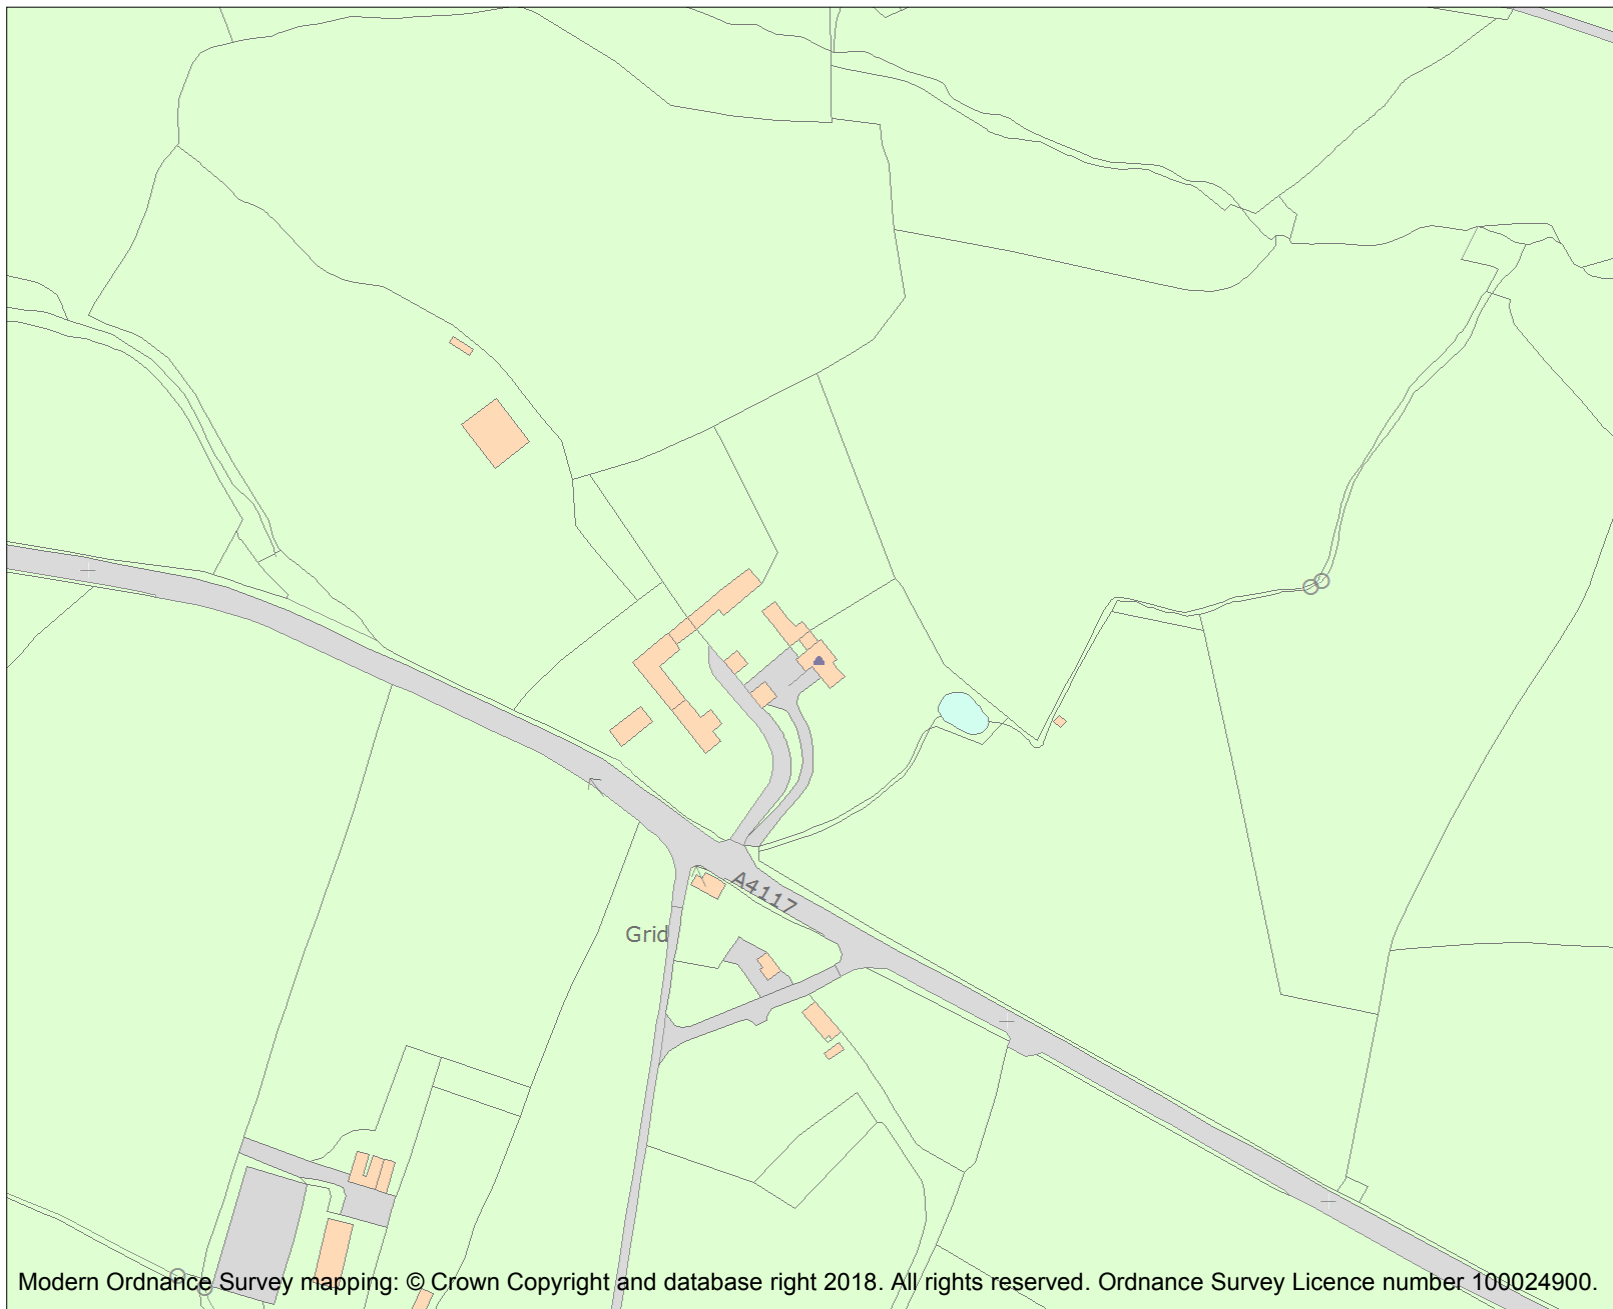 A4117
Grid
Modern Ordnance Survey mapping: © Crown Copyright and database right 2018. All rights reserved. Ordnance Survey Licence number 100024900.